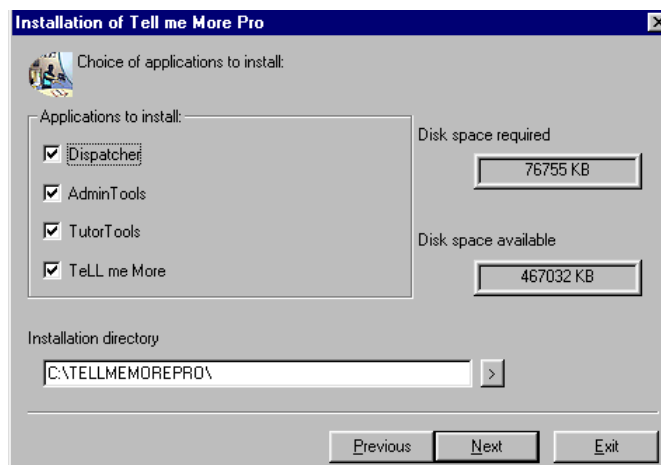 Installation of Tell me More Pro
Choice of applications to install:
Applications to install:
Dispatcher
AdminTools
TutorTools
TeLL me More
Disk space required
76755 KB
Disk space available
467032 KB
Installation directory
C:\TELLMEMOREPRO\
>
Previous
Next
Exit